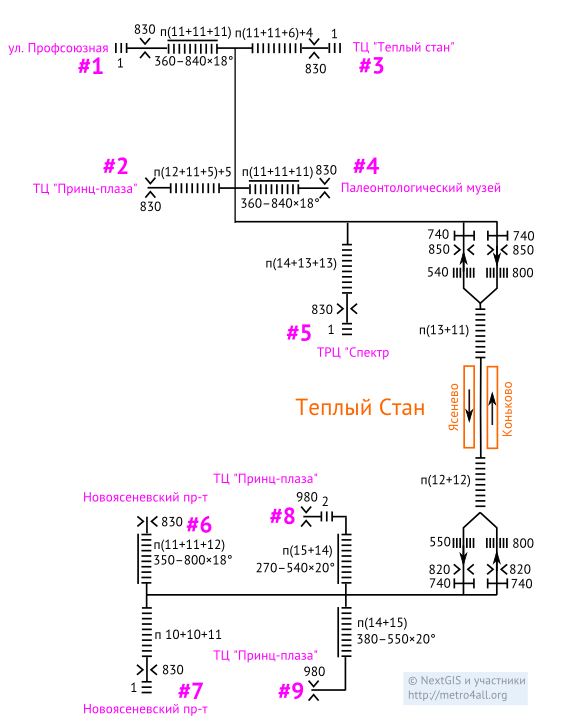 830 п(11+11+11) п(11+11+6)+4 1
ул. Профсоюзная ТЦ "Теплый стан"
#1 1 360–840×18° 830 #3
#2 п(12+11+5)+5 п(11+11+11) 830 #4
ТЦ "Принц-плаза" Палеонтологический музей
830 360–840×18°
740 740
850 850
п(14+13+13) 540 800
830
#5 1 п(13+11)
ТРЦ "Спектр
Теплый Стан Ясенево Коньково
ТЦ "Принц-плаза" п(12+12)
Новоясеневский пр-т 980 2
830 #6 #8
п(11+11+12) п(15+14) 550 800
350–800×18° 270–540×20° 820 820
740 740
п 10+10+11 п(14+15)
380–550×20°
ТЦ "Принц-плаза"
830 980
1 #7 #9
Новоясеневский пр-т
© NextGIS и участники
http://metro4all.org